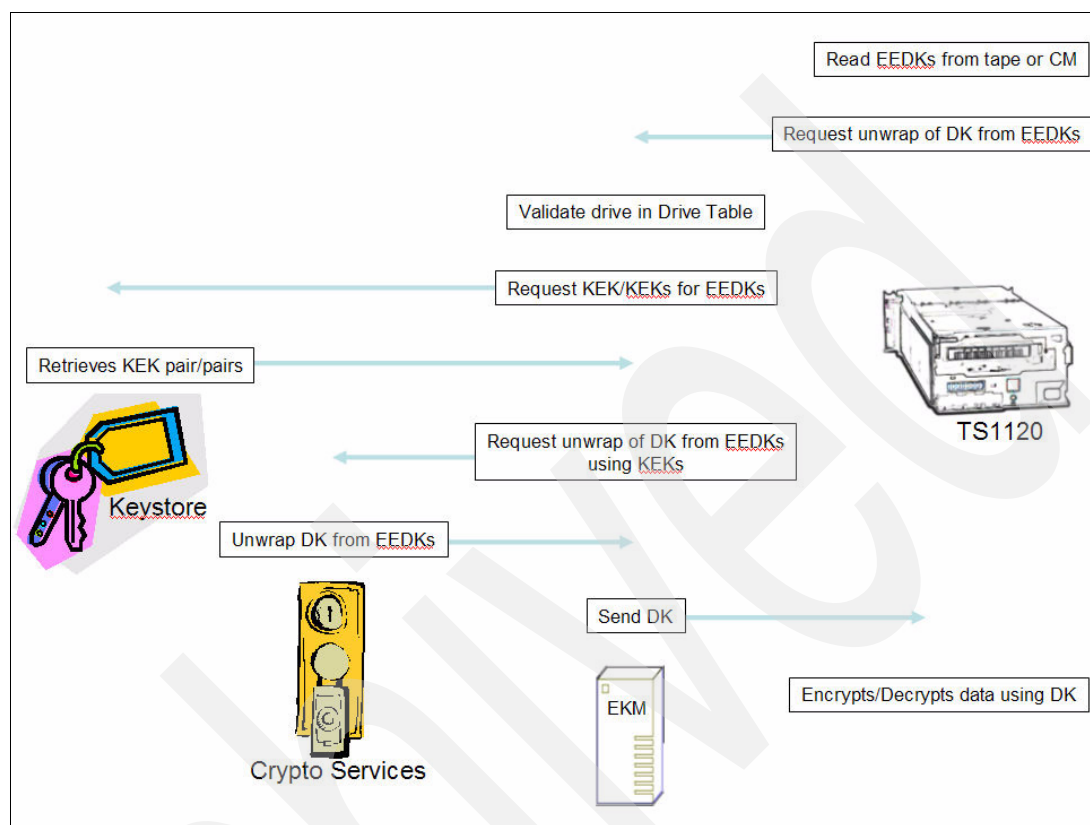 Read EEDKs from tape or CM
Request unwrap of DK from EEDKs
Validate drive in Drive Table
Request KEK/KEKs for EEDKs
Retrieves KEK pair/pairs
TS1120
Request unwrap of DK from EEDKs
using KEKs
Keystore
Unwrap DK from EEDKs
Send DK
Encrypts/Decrypts data using DK
EKM
Crypto Services